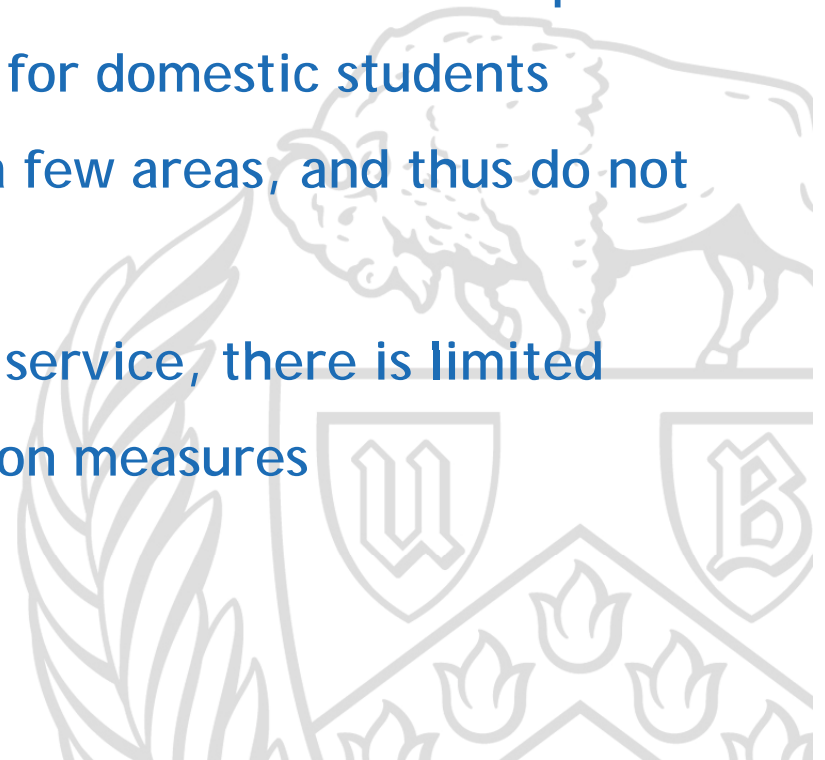 for domestic students
few areas, and thus do not
service, there is limited
on measures
U B